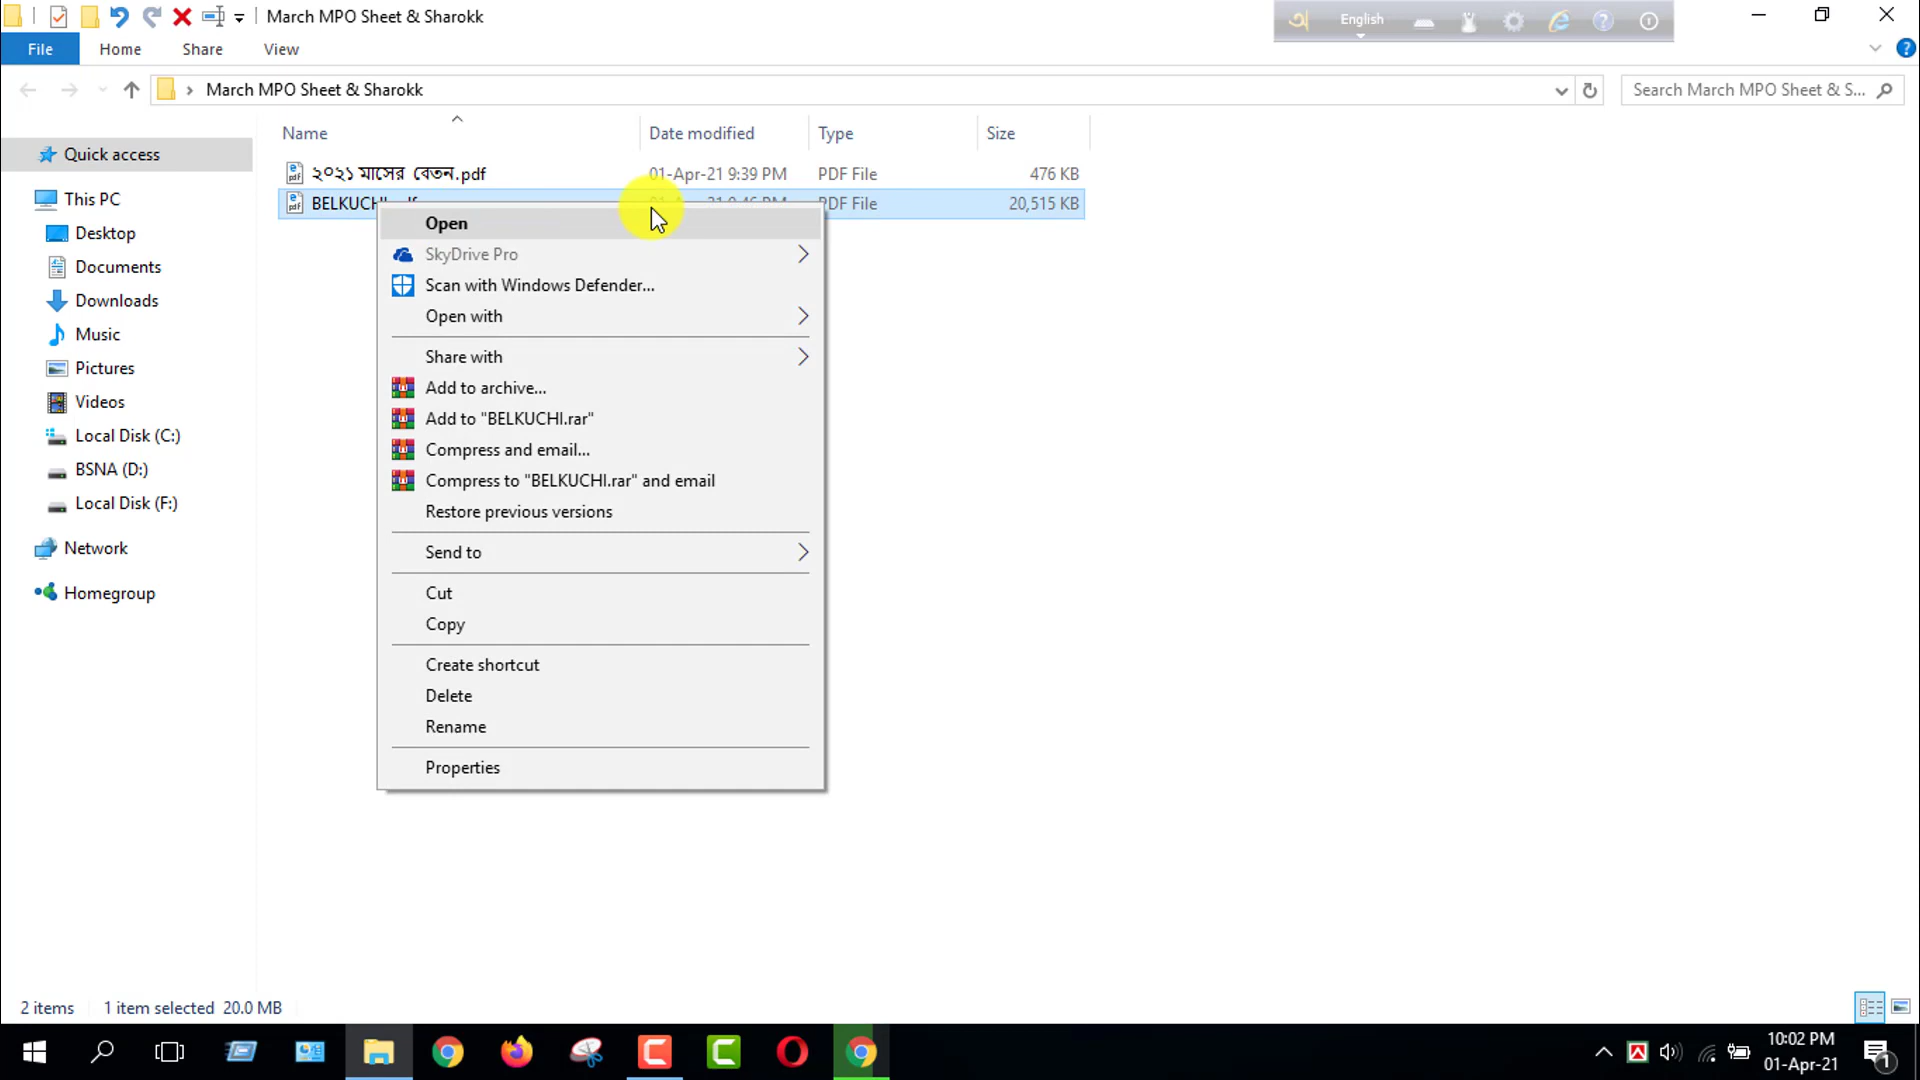 March MPO Sheet & Sharokk
English
File Home Share View
March MPO Sheet & Sharokk
Search March MPO Sheet & S...
Name Date modified Type Size
২০২১ মাসের বেতন.pdf 01-Apr-21 9:39 PM PDF File 476 KB
PDF File 20,515 KB
Quick access
This PC
Desktop
Documents
Downloads
Music
Pictures
Videos
Local Disk (C:)
BSNA (D:)
Local Disk (F:)
Network
Homegroup
Open
SkyDrive Pro
Scan with Windows Defender...
Open with
Share with
Add to archive...
Add to "BELKUCHI.rar"
Compress and email...
Compress to "BELKUCHI.rar" and email
Restore previous versions
Send to
Cut
Copy
Create shortcut
Delete
Rename
Properties
2 items 1 item selected 20.0 MB
10:02 PM
01-Apr-21
1